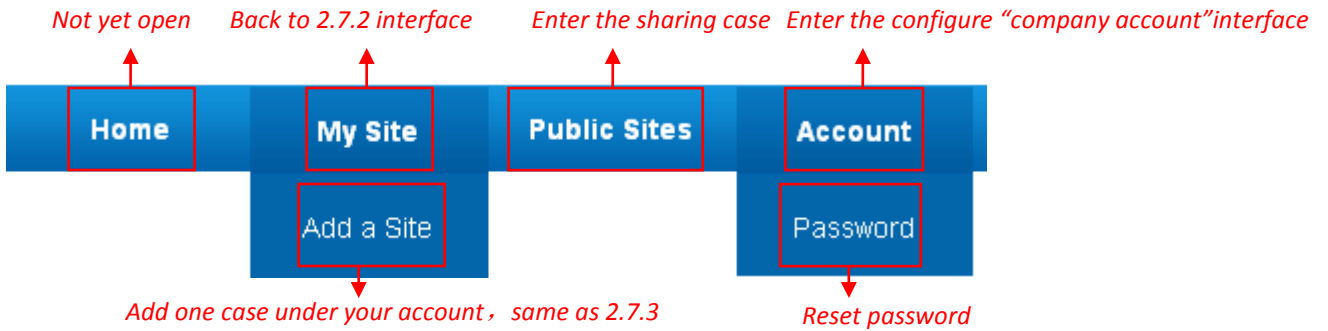 Not yet open Back to 2.7.2 interface Enter the sharing case Enter the configure “company account”interface
Home My Site Public Sites Account
Add a Site Password
Add one case under your account，same as 2.7.3 Reset password